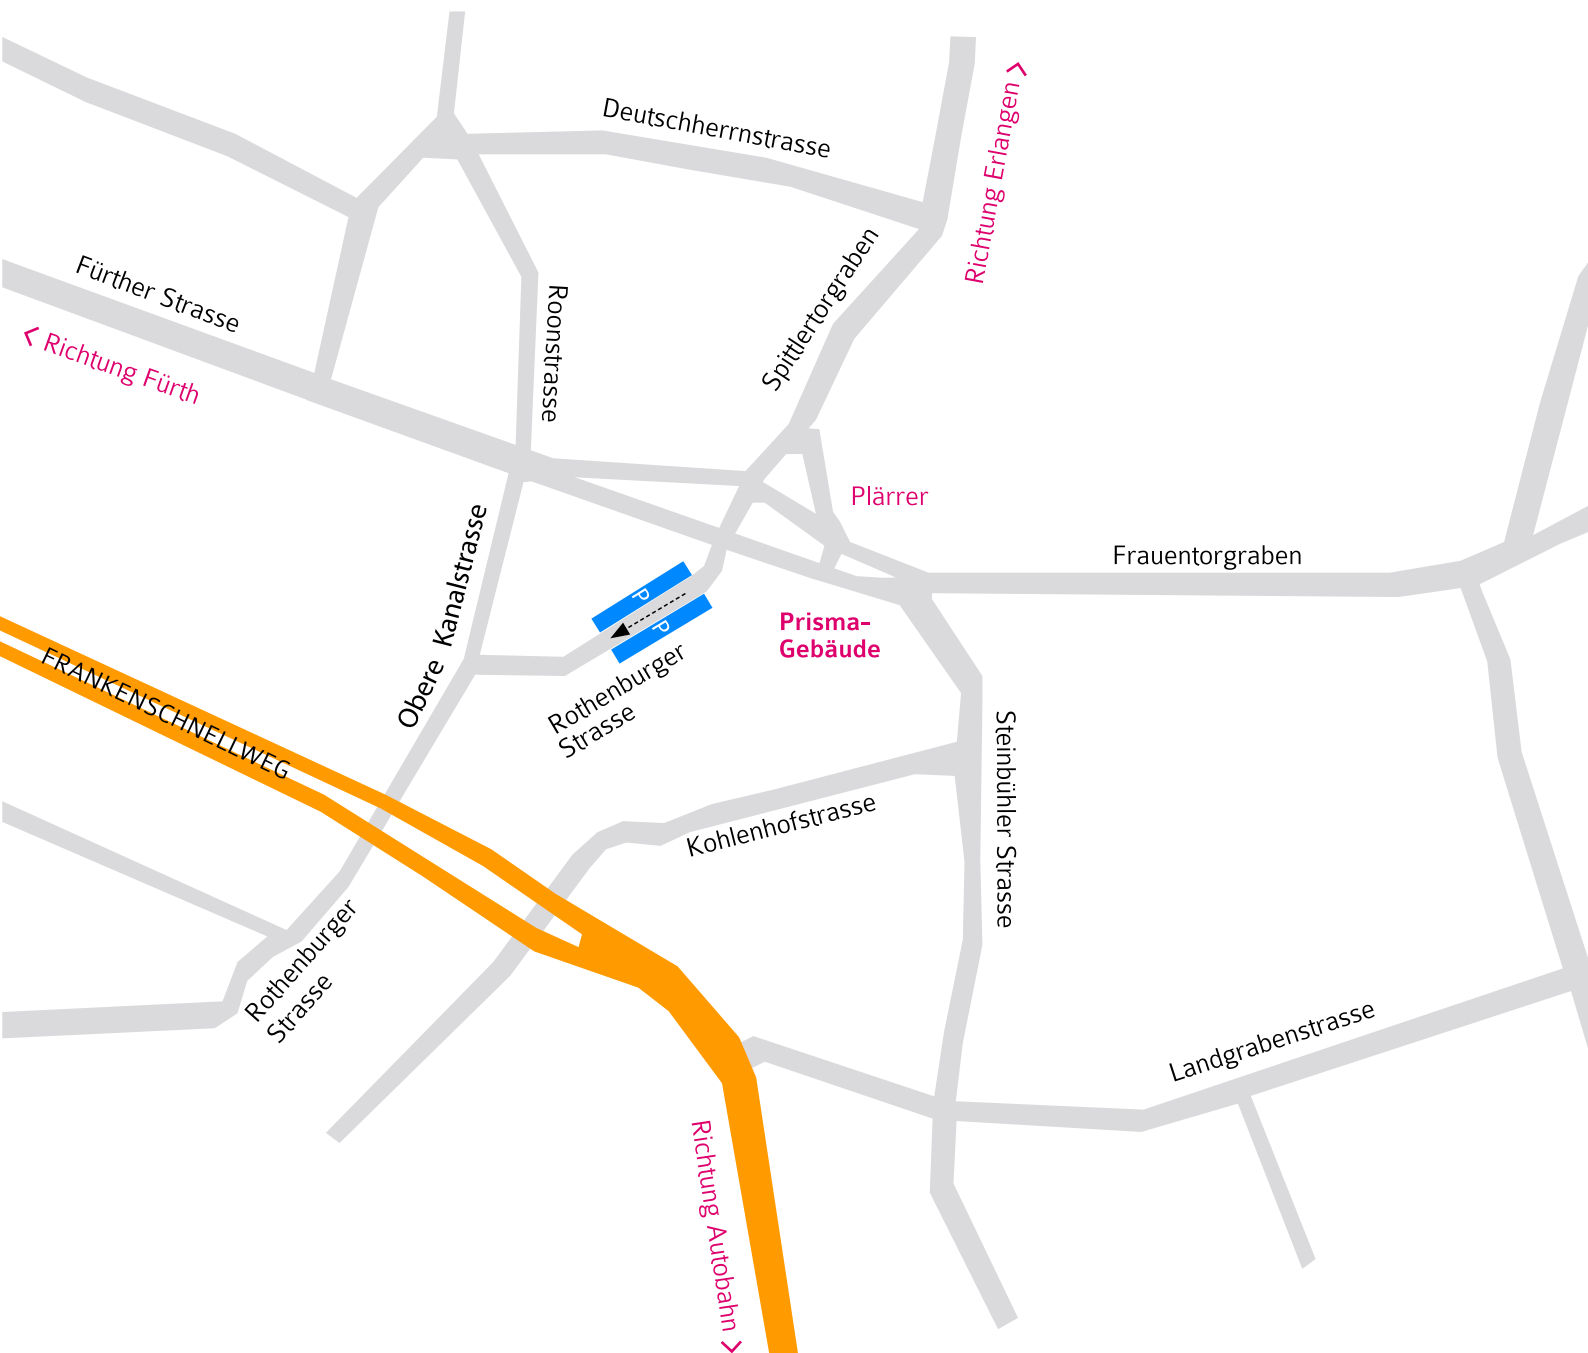 Deutschherrnstrasse
Richtung Erlangen >
Fürther Strasse
< Richtung Fürth
Roonstrasse
Spittlertorgraben
Plärrer
Frauentorgraben
Obere Kanalstrasse
P
P
Prisma-
Gebäude
Rothenburger
Strasse
FRANKENSCHNELLWEG
Steinbühler Strasse
Kohlenhofstrasse
Rothenburger
Strasse
Landgrabenstrasse
Richtung Autobahn >